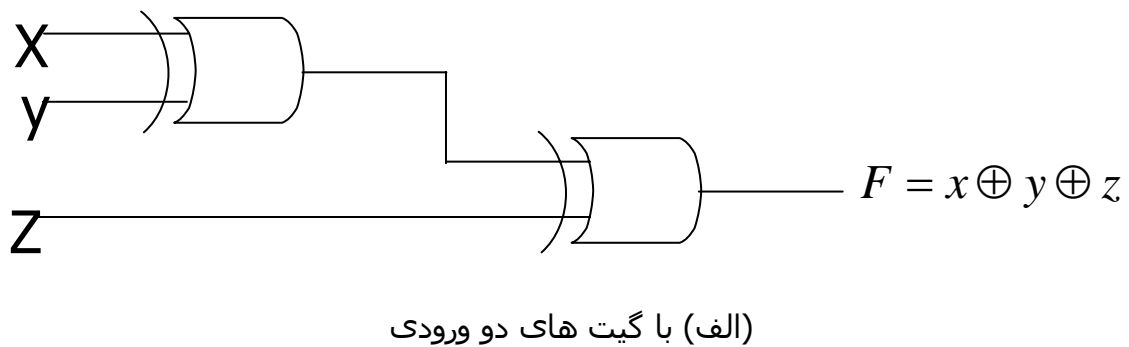 X
y
F = x ⊕ y ⊕ z
Z
(الف) با گیت های دو ورودی